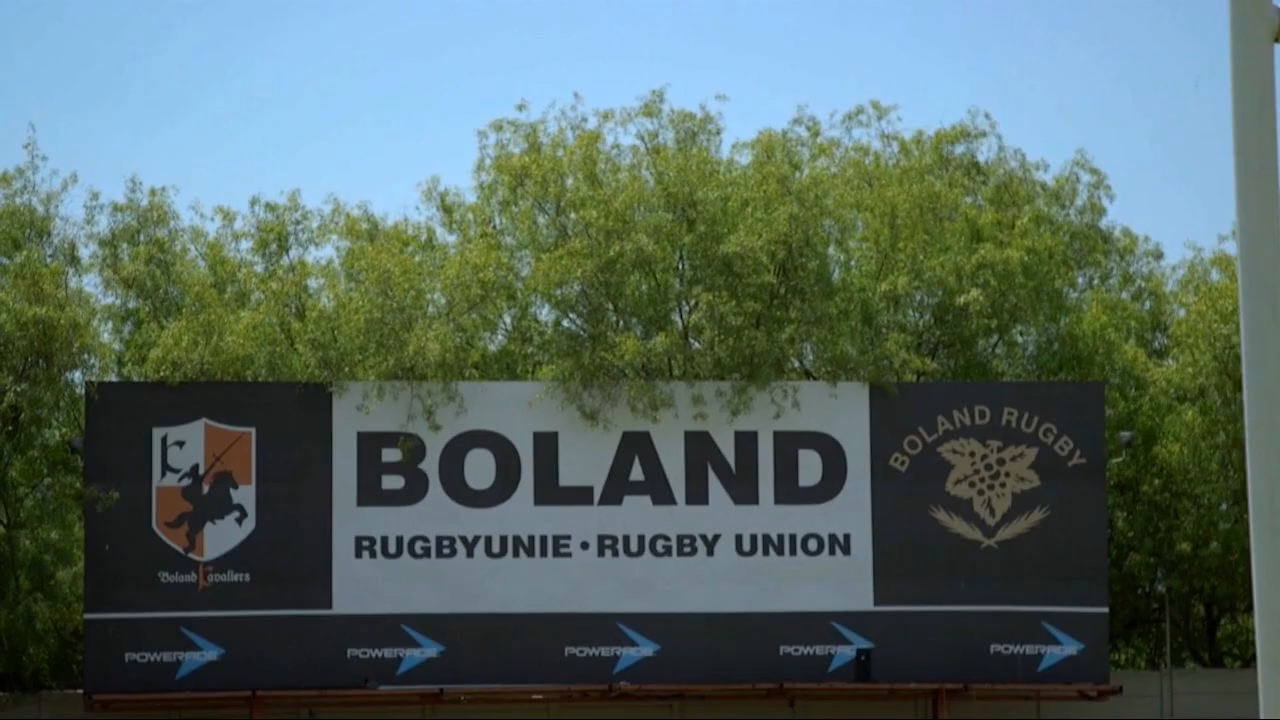 BOLAND
RUGBYUNIE • RUGBY UNION
Boland Cavaliers
BOLAND RUGBY
POWERADE
POWERADE
POWERADE
POWERADE
POWERADE